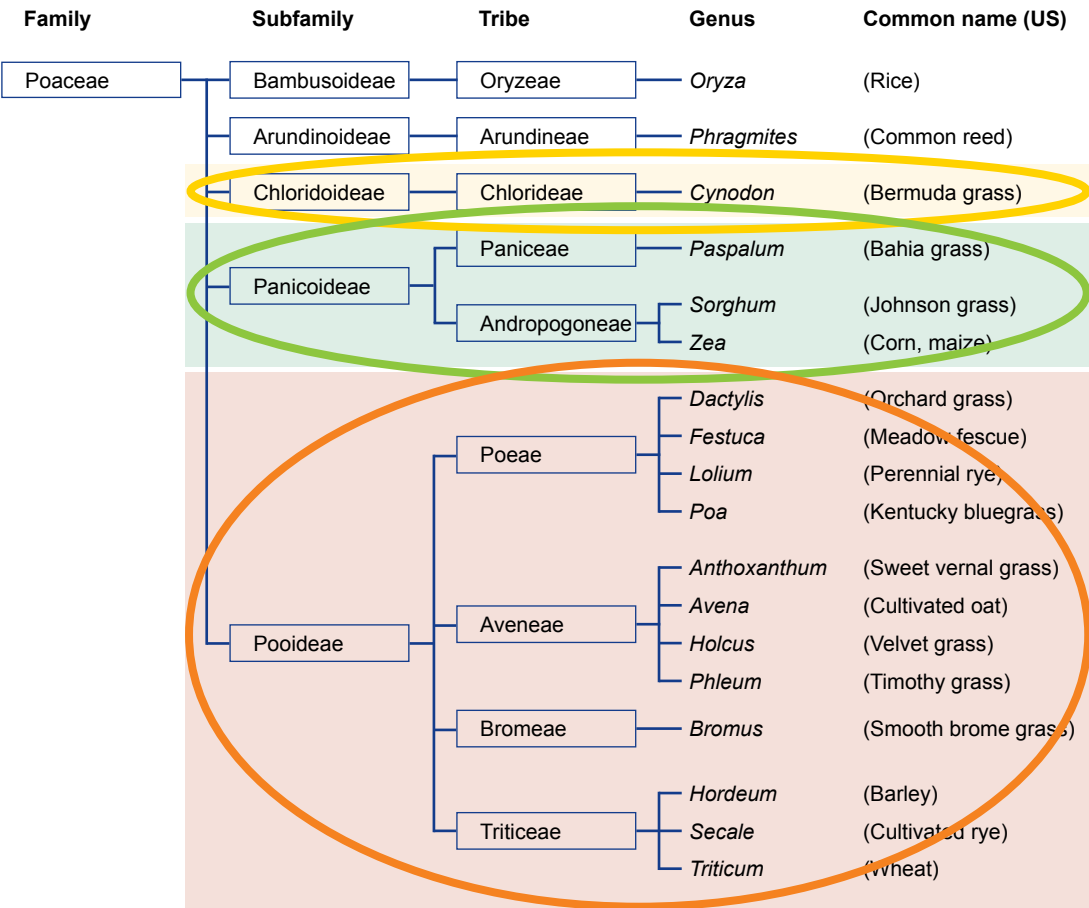 Family Subfamily Tribe Genus Common name (US)
Poaceae Bambusoideae Oryzeae Oryza (Rice)
Arundinoideae Arundineae Phragmites (Common reed)
Chloridoideae Chlorideae Cynodon (Bermuda grass)
Paniceae Paspalum (Bahia grass)
Panicoideae
Sorghum (Johnson grass)
Andropogoneae
Zea (Corn, maize)
Dactylis (Orchard grass)
Festuca (Meadow fescue)
Poeae
Lolium (Perennial rye)
Poa (Kentucky bluegrass)
Anthoxanthum (Sweet vernal grass)
Avena (Cultivated oat)
Aveneae
Pooideae Holcus (Velvet grass)
Phleum (Timothy grass)
Bromeae Bromus (Smooth brome grass)
Hordeum (Barley)
Triticeae Secale (Cultivated rye)
Triticum (Wheat)